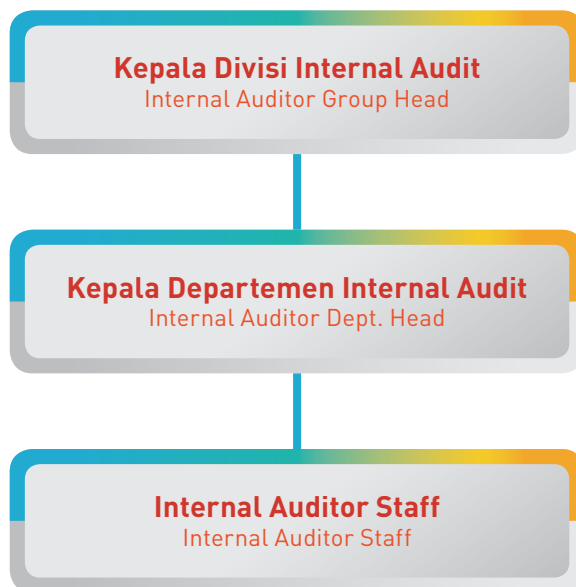 Kepala Divisi Internal Audit
Internal Auditor Group Head
Kepala Departemen Internal Audit
Internal Auditor Dept. Head
Internal Auditor Staff
Internal Auditor Staff